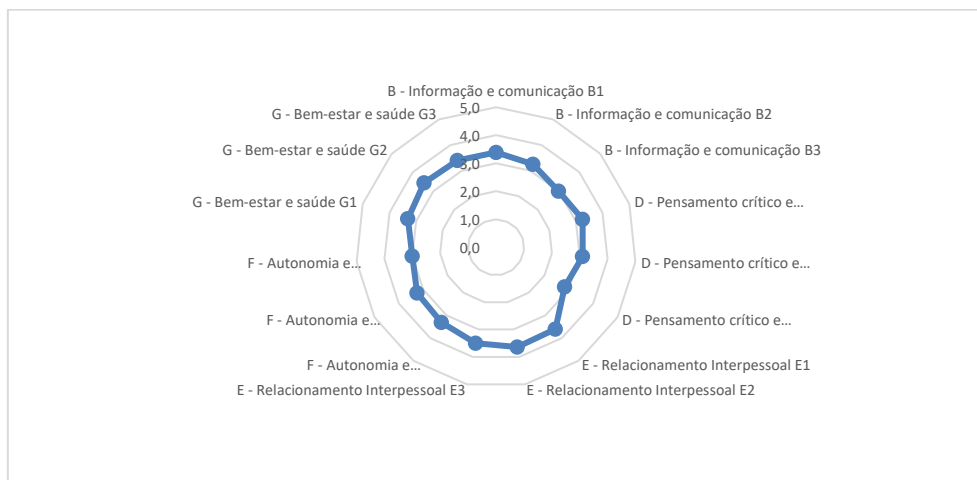 B - Informação e comunicação B1
B - Informação e comunicação B2
B - Informação e comunicação B3
D - Pensamento crítico e...
D - Pensamento crítico e...
D - Pensamento crítico e...
E - Relacionamento Interpessoal E1
E - Relacionamento Interpessoal E2
E - Relacionamento Interpessoal E3
F - Autonomia e...
F - Autonomia e...
F - Autonomia e...
G - Bem-estar e saúde G1
G - Bem-estar e saúde G2
G - Bem-estar e saúde G3
5,0
4,0
3,0
2,0
1,0
0,0